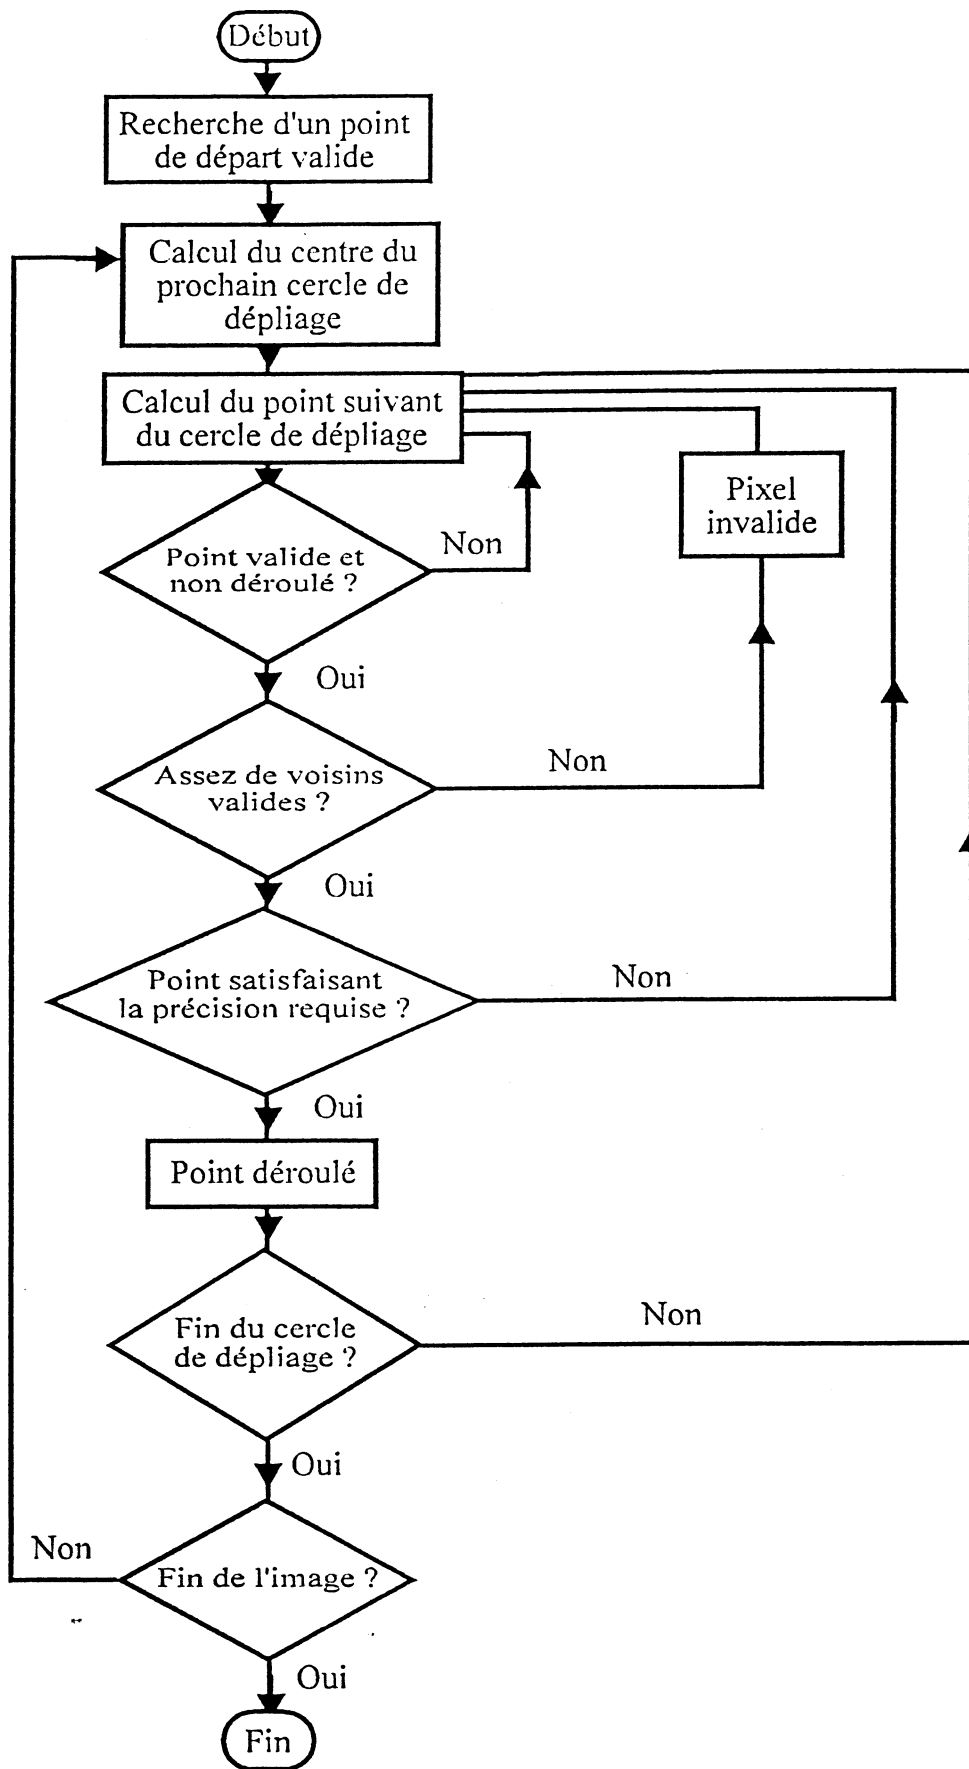 Début
Recherche d'un point
de départ valide
Calcul du centre du
prochain cercle de
dépliage
Calcul du point suivant
du cercle de dépliage
Pixel
invalide
Point valide et
non déroulé ?
Non
Oui
Assez de voisins
valides ?
Non
Oui
Point satisfaisant
la précision requise ?
Non
Oui
Point déroulé
Fin du cercle
de dépliage ?
Non
Oui
Non
Fin de l'image ?
Oui
Fin